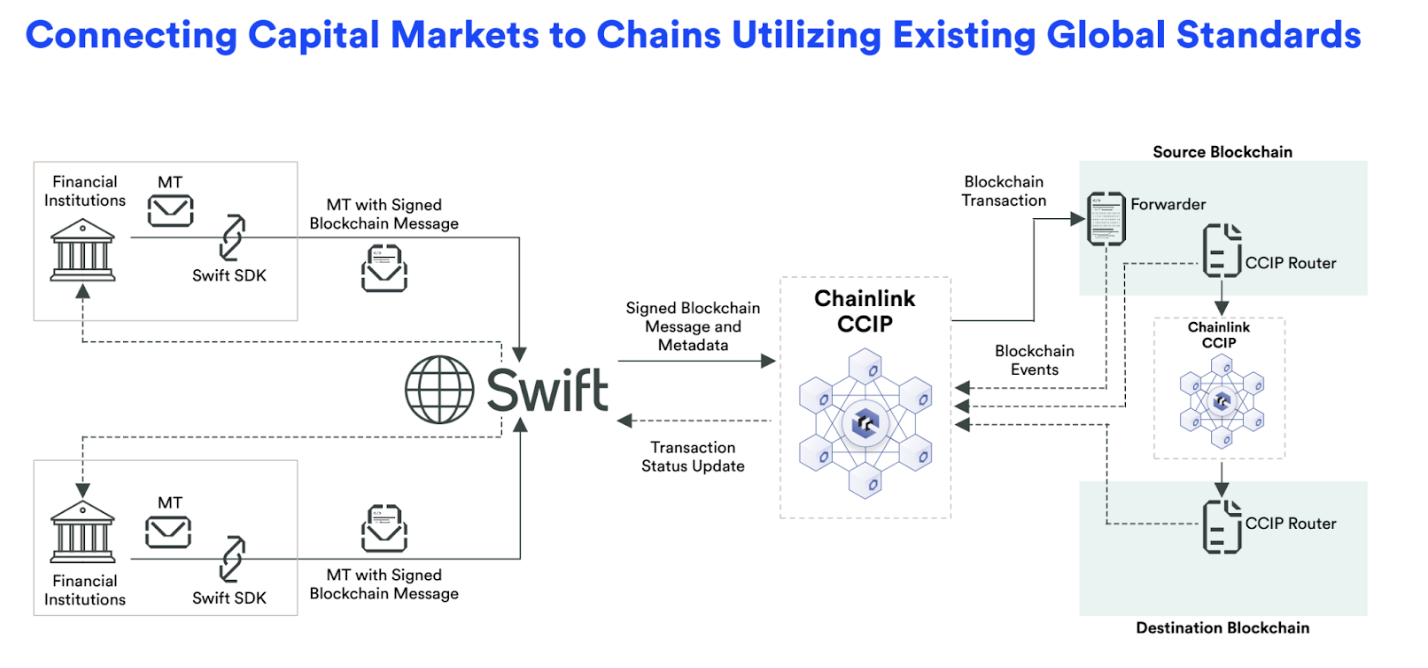 Connecting Capital Markets to Chains Utilizing Existing Global Standards
Financial
Institutions
MT
Swift SDK
MT with Signed
Blockchain Message
Swift
MT
Financial
Institutions
Swift SDK
MT with Signed
Blockchain Message
Signed Blockchain
Message and
Metadata
Transaction
Status Update
Chainlink
CCIP
Blockchain
Transaction
Blockchain
Events
Source Blockchain
Forwarder
CCIP Router
Chainlink
CCIP
CCIP Router
Destination Blockchain